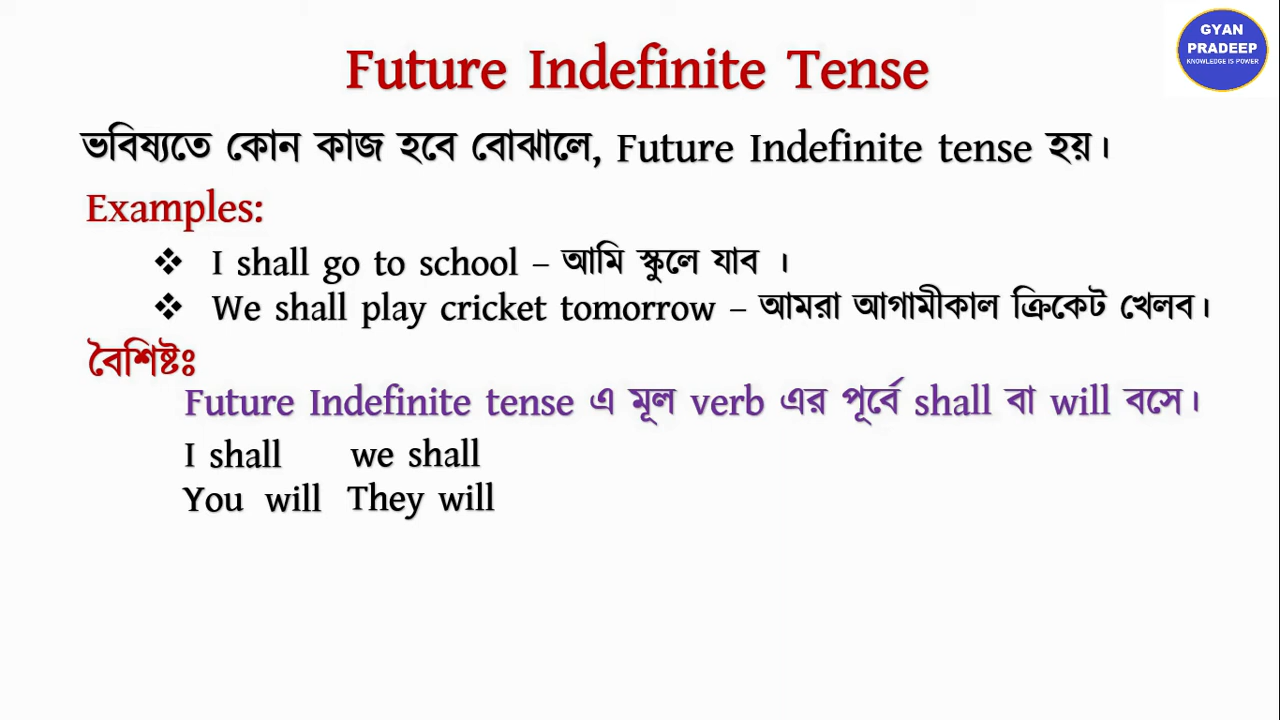 GYAN
PRADEEP
KNOWLEDGE IS POWER
Future Indefinite Tense
ভবিষ্যতে কোন কাজ হবে বোঝালে, Future Indefinite tense হয়।
Examples:
❖ I shall go to school – আমি স্কুলে যাব ।
❖ We shall play cricket tomorrow – আমরা আগামীকাল ক্রিকেট খেলব।
বৈশিষ্টঃ
Future Indefinite tense এ মূল verb এর পূর্বে shall বা will বসে।
I shall we shall
You will They will